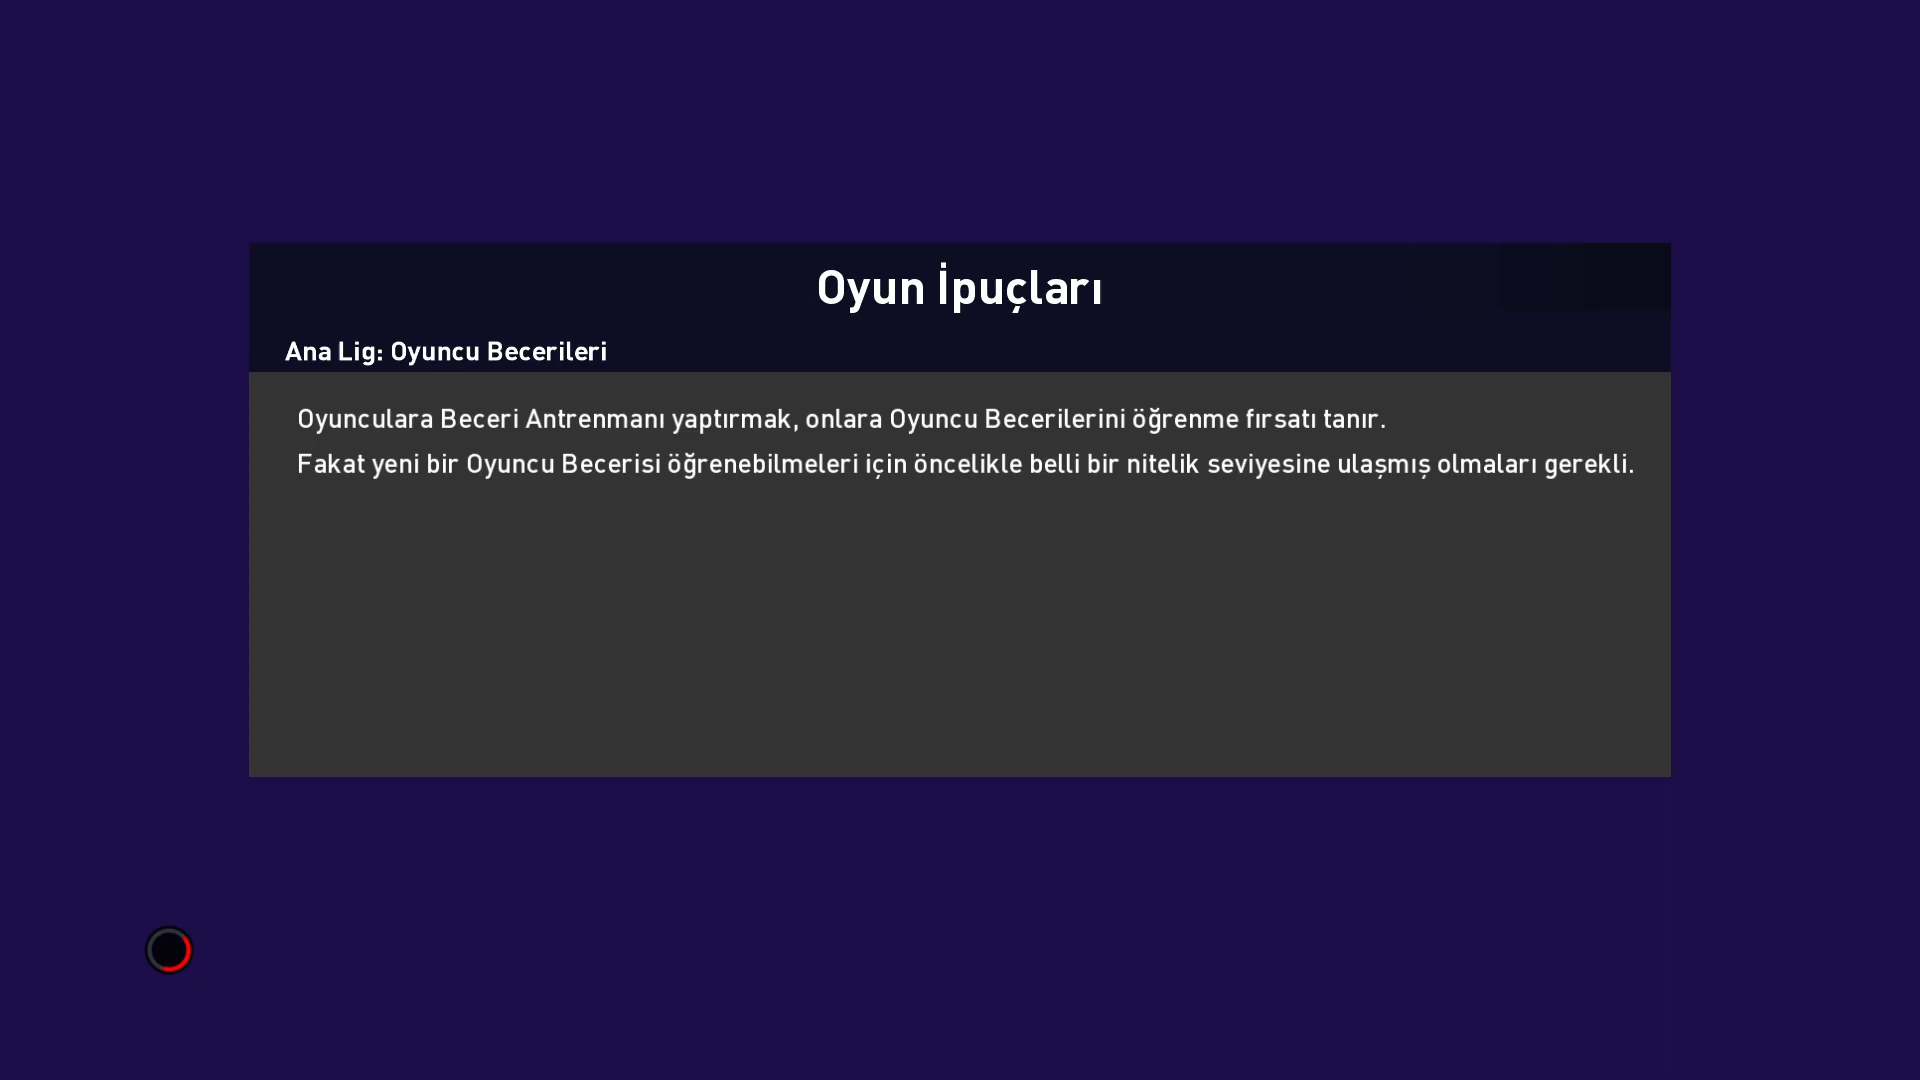 Oyun İpuçları
Ana Lig: Oyuncu Becerileri
Oyunculara Beceri Antrenmanı yaptırmak, onlara Oyuncu Becerilerini öğrenme fırsatı tanır.
Fakat yeni bir Oyuncu Becerisi öğrenebilmeleri için öncelikle belli bir nitelik seviyesine ulaşmış olmaları gerekli.